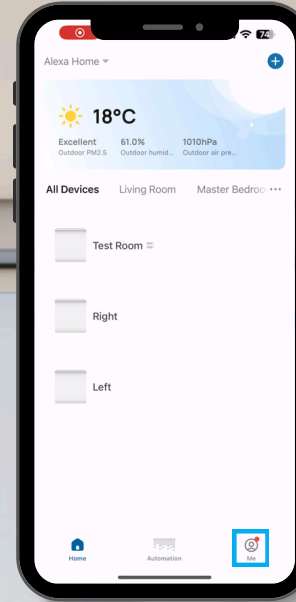 74
Alexa Home
18°C
Excellent 61.0% 1010hPa
Outdoor PM2.5 Outdoor humid... Outdoor air pre...
All Devices Living Room Master Bedroo ...
Test Room
Right
Left
Home Automation Me